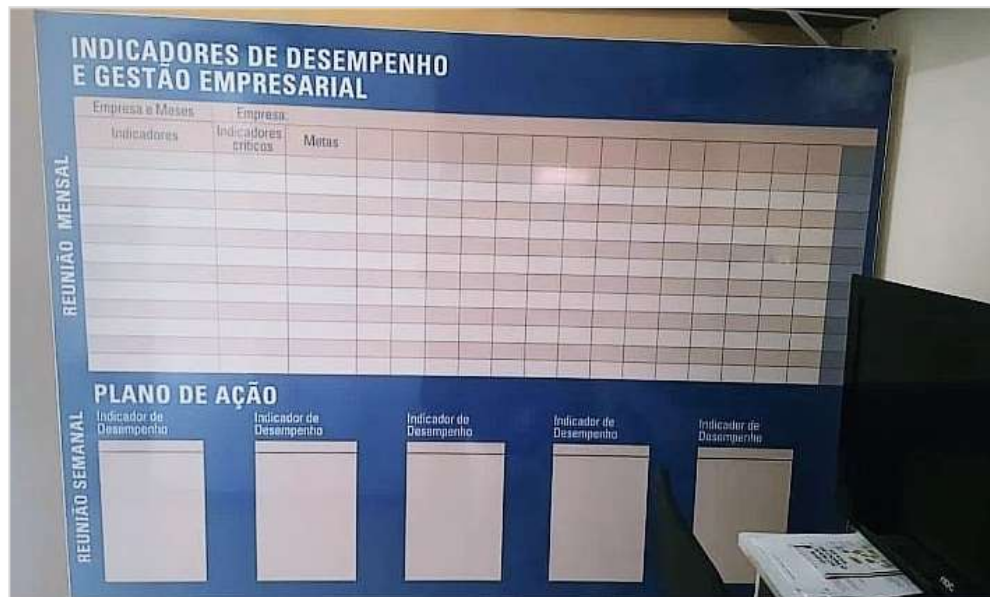 INDICADORES DE DESEMPENHO
E GESTÃO EMPRESARIAL
Empresa e Meses
Empresa:
Indicadores
Indicadores
críticos
Metas
REUNIÃO MENSAL
PLANO DE AÇÃO
REUNIÃO SEMANAL
Indicador de
Desempenho
Indicador de
Desempenho
Indicador de
Desempenho
Indicador de
Desempenho
Indicador de
Desempenho
AOC